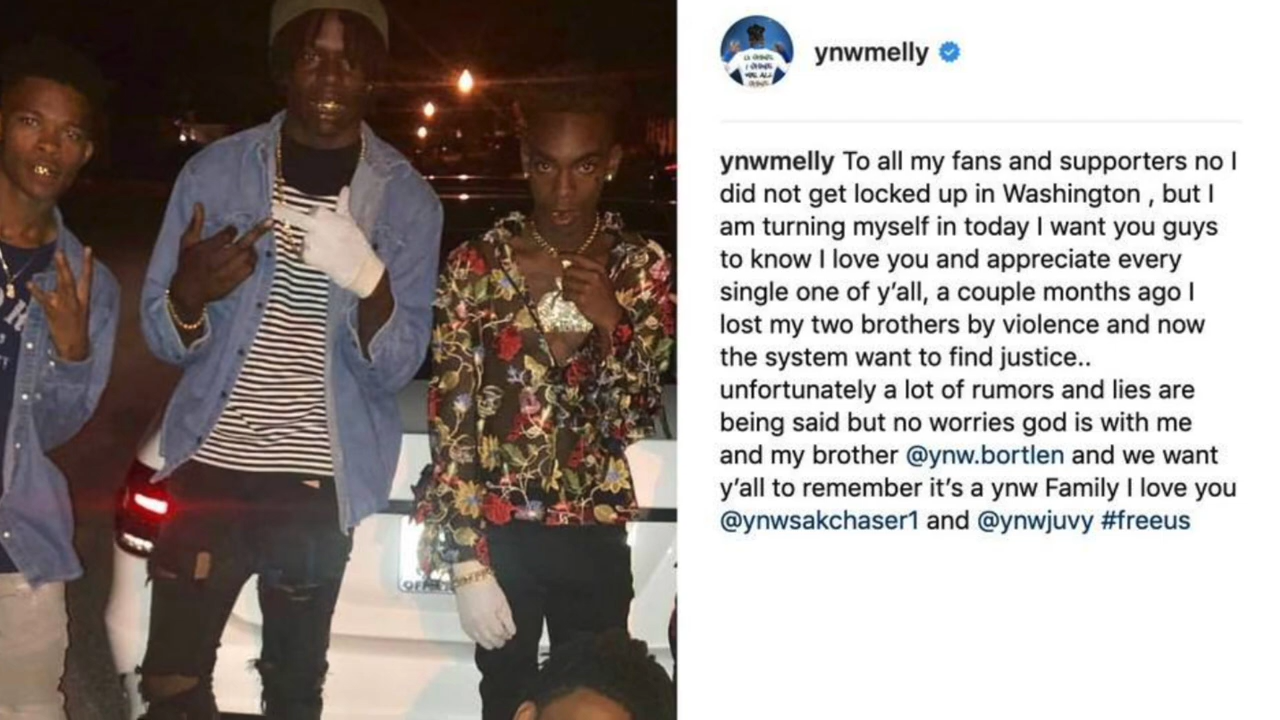 ynwmelly
ynwmelly To all my fans and supporters no I
did not get locked up in Washington , but I
am turning myself in today I want you guys
to know I love you and appreciate every
single one of y’all, a couple months ago I
lost my two brothers by violence and now
the system want to find justice..
unfortunately a lot of rumors and lies are
being said but no worries god is with me
and my brother @ynw.bortlen and we want
y’all to remember it’s a ynw Family I love you
@ynwsakchaser1 and @ynwjuvy #freeus